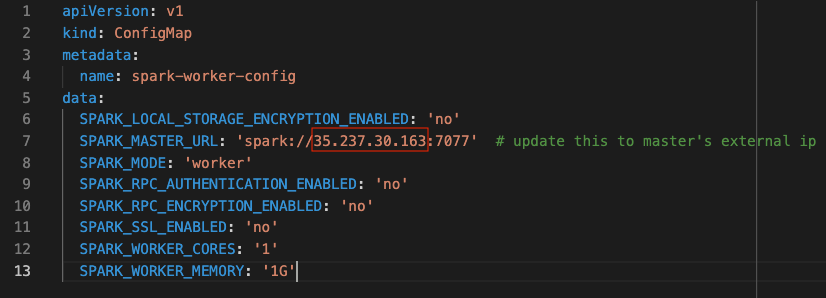 1 apiVersion: v1
2 kind: ConfigMap
3 metadata:
4 name: spark-worker-config
5 data:
6 SPARK_LOCAL_STORAGE_ENCRYPTION_ENABLED: 'no'
7 SPARK_MASTER_URL: 'spark://35.237.30.163:7077' # update this to master's external ip
8 SPARK_MODE: 'worker'
9 SPARK_RPC_AUTHENTICATION_ENABLED: 'no'
10 SPARK_RPC_ENCRYPTION_ENABLED: 'no'
11 SPARK_SSL_ENABLED: 'no'
12 SPARK_WORKER_CORES: '1'
13 SPARK_WORKER_MEMORY: '1G'